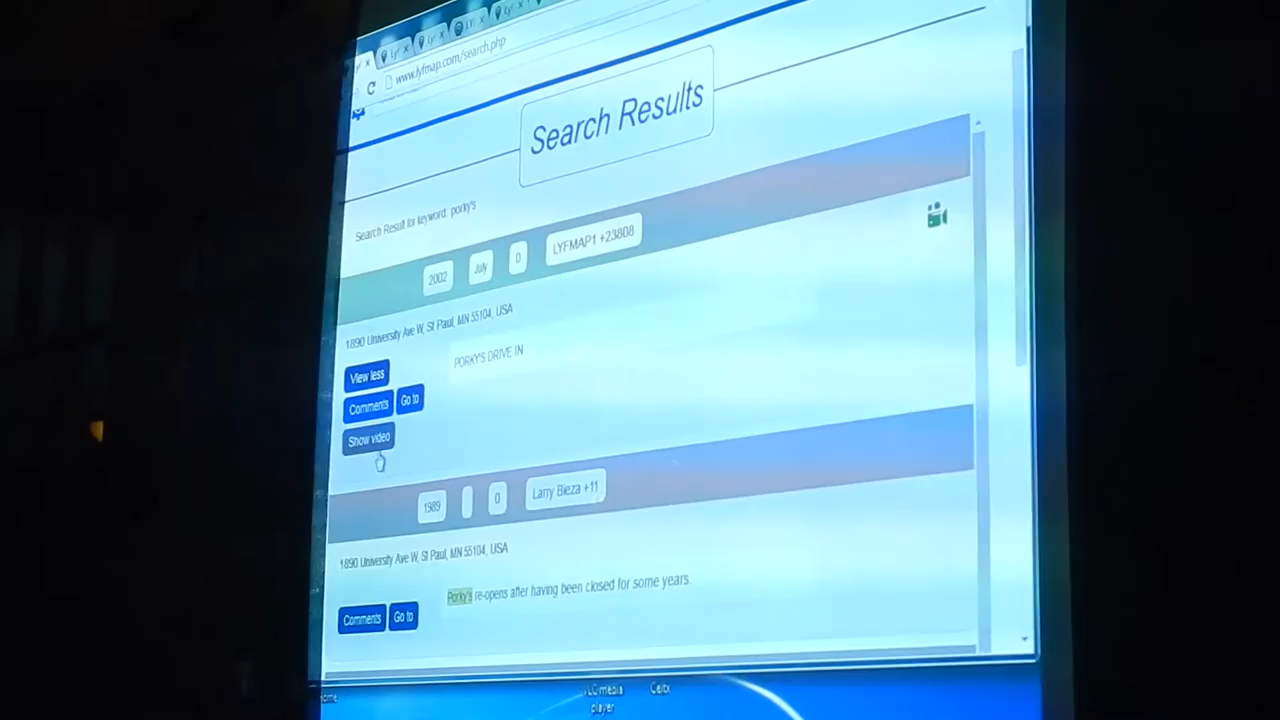 www.lyfmap.com/search.php
Search Results
Search Result for keyword: porky's
2002 July 0 LYFMAP1 +23808
1890 University Ave W, St Paul, MN 55104, USA
PORKY'S DRIVE IN
View less
Comments Go to
Show video
1989 0 Larry Bieza +11
1890 University Ave W, St Paul, MN 55104, USA
Porky's re-opens after having been closed for some years.
Comments Go to
VLC media
player